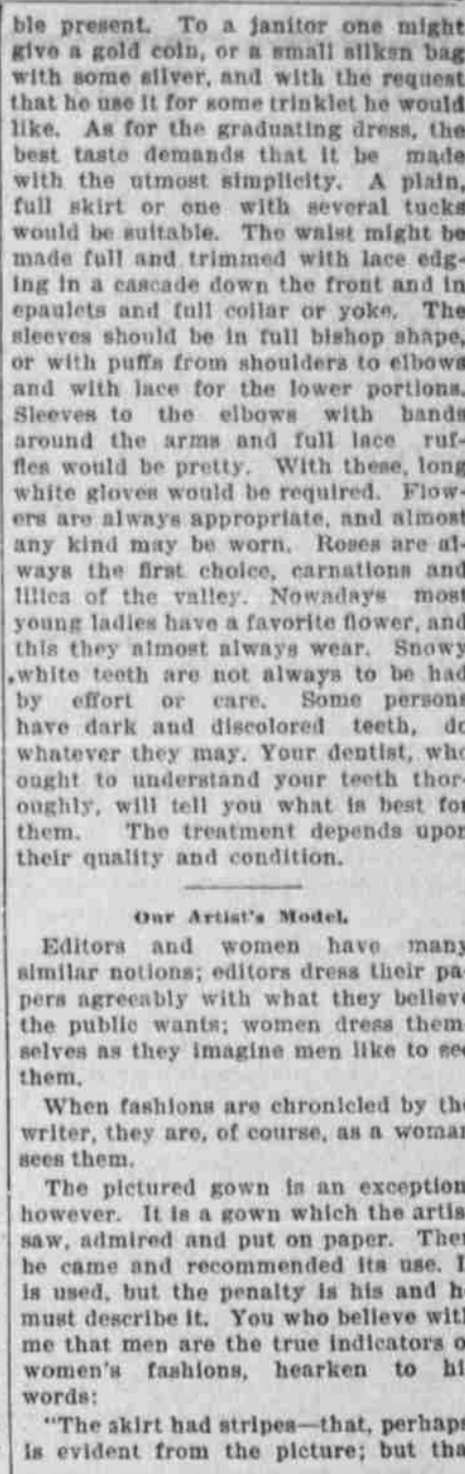 ble present. To a janitor one might
give a gold coin, or a small silken bag
with some silver, and with the request
that he use it for some trinklet he would
like. As for the graduating dress, the
best taste demands that it be made
with the utmost simplicity. A plain,
full skirt or one with several tucks
would be suitable. The waist might be
made full and trimmed with lace edg-
ing in a cascade down the front and in
epaulets and full collar or yoke. The
sleeves should be in full bishop shape,
or with puffs from shoulders to elbows
and with lace for the lower portions.
Sleeves to the elbows with bands
around the arms and full lace ruf-
fles would be pretty. With these, long
white gloves would be required. Flow-
ers are always appropriate, and almost
any kind may be worn. Roses are al-
ways the first choice, carnations and
lilies of the valley. Nowadays most
young ladies have a favorite flower, and
this they almost always wear. Snowy
white teeth are not always to be had
by effort or care. Some persons
have dark and discolored teeth, do
whatever they may. Your dentist, who
ought to understand your teeth thor-
oughly, will tell you what is best for
them. The treatment depends upon
their quality and condition.
Our Artist's Model.
Editors and women have many
similar notions; editors dress their pa-
pers agreeably with what they believe
the public wants; women dress them-
selves as they imagine men like to see
them.
When fashions are chronicled by the
writer, they are, of course, as a woman
sees them.
The pictured gown is an exception
however. It is a gown which the artis
saw, admired and put on paper. Then
he came and recommended its use. I
is used, but the penalty is his and h
must describe it. You who believe with
me that men are the true indicators o
women's fashions, hearken to hi
words:
"The skirt had stripes—that, perhaps
is evident from the picture; but tha